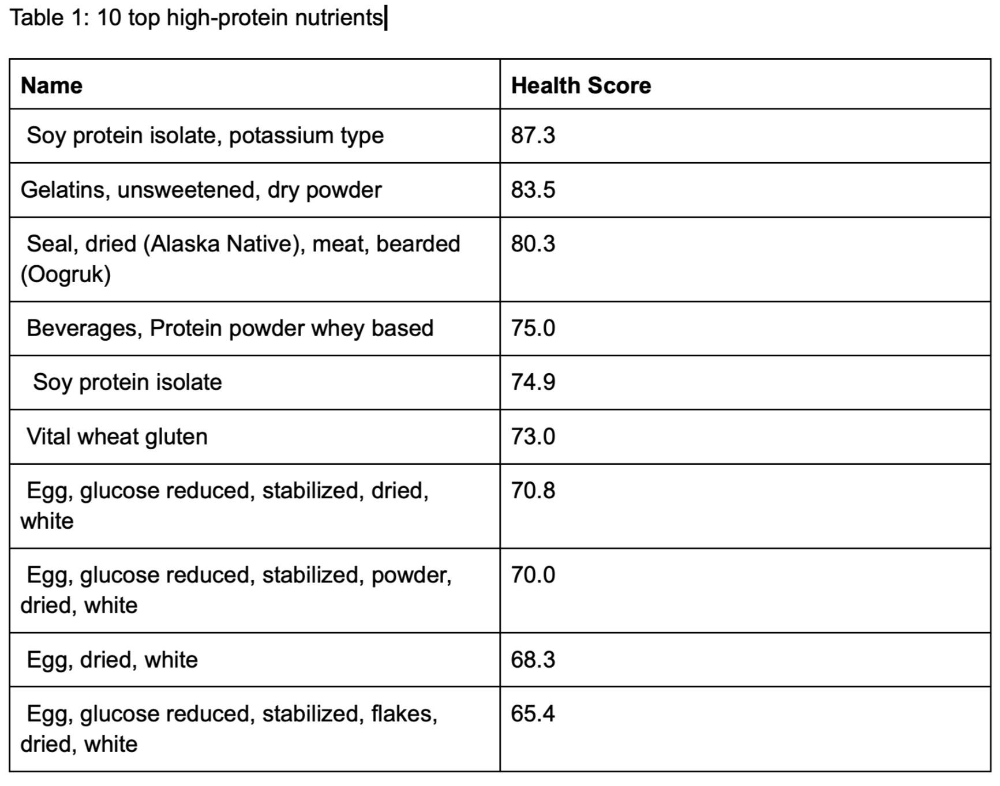 Table 1: 10 top high-protein nutrients
Name Health Score
Soy protein isolate, potassium type 87.3
Gelatins, unsweetened, dry powder 83.5
Seal, dried (Alaska Native), meat, bearded 80.3
(Oogruk)
Beverages, Protein powder whey based 75.0
Soy protein isolate 74.9
Vital wheat gluten 73.0
Egg, glucose reduced, stabilized, dried, 70.8
white
Egg, glucose reduced, stabilized, powder, 70.0
dried, white
Egg, dried, white 68.3
Egg, glucose reduced, stabilized, flakes, 65.4
dried, white